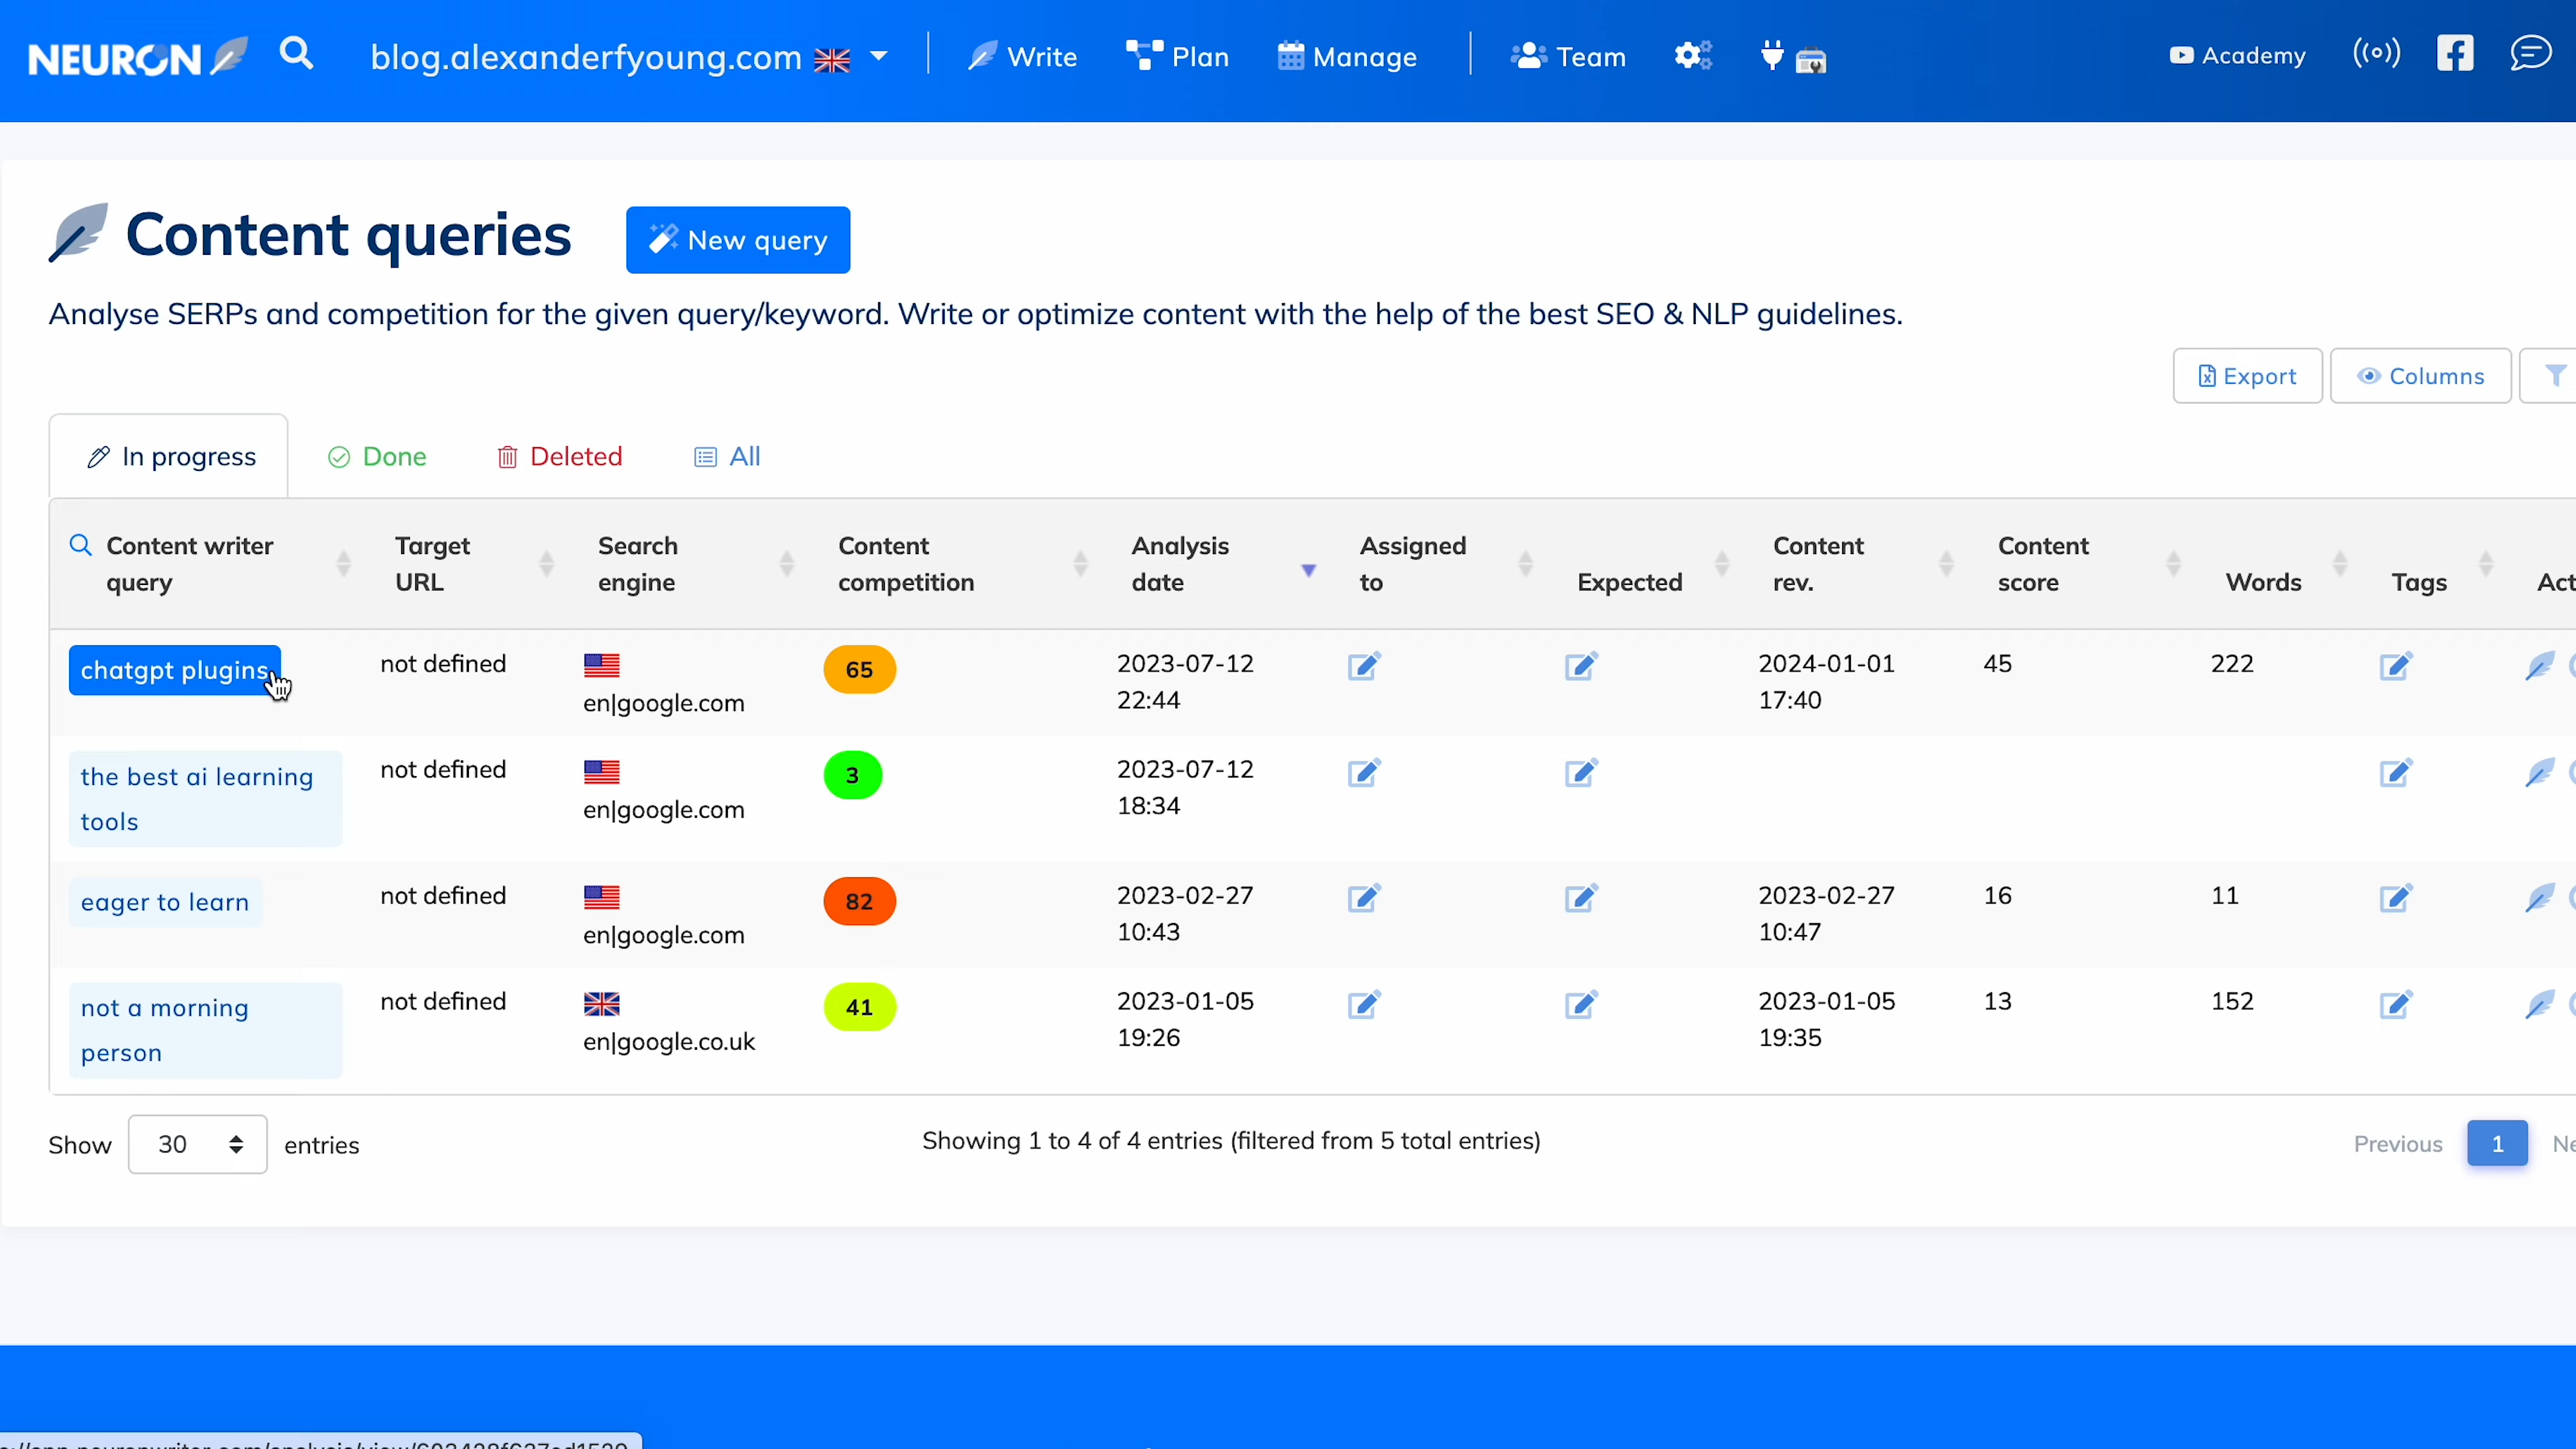 NEURON blog.alexanderfyoung.com Write Plan Manage Team Academy
Content queries New query
Analyse SERPs and competition for the given query/keyword. Write or optimize content with the help of the best SEO & NLP guidelines.
Export Columns
In progress Done Deleted All
Content writer query Target URL Search engine Content competition Analysis date Assigned to Expected Content rev. Content score Words Tags
chatgpt plugins not defined en|google.com 65 2023-07-12 22:44 2024-01-01 17:40 45 222
the best ai learning tools not defined en|google.com 3 2023-07-12 18:34
eager to learn not defined en|google.com 82 2023-02-27 10:43 2023-02-27 10:47 16 11
not a morning person not defined en|google.co.uk 41 2023-01-05 19:26 2023-01-05 19:35 13 152
Show 30 entries Showing 1 to 4 of 4 entries (filtered from 5 total entries) Previous 1